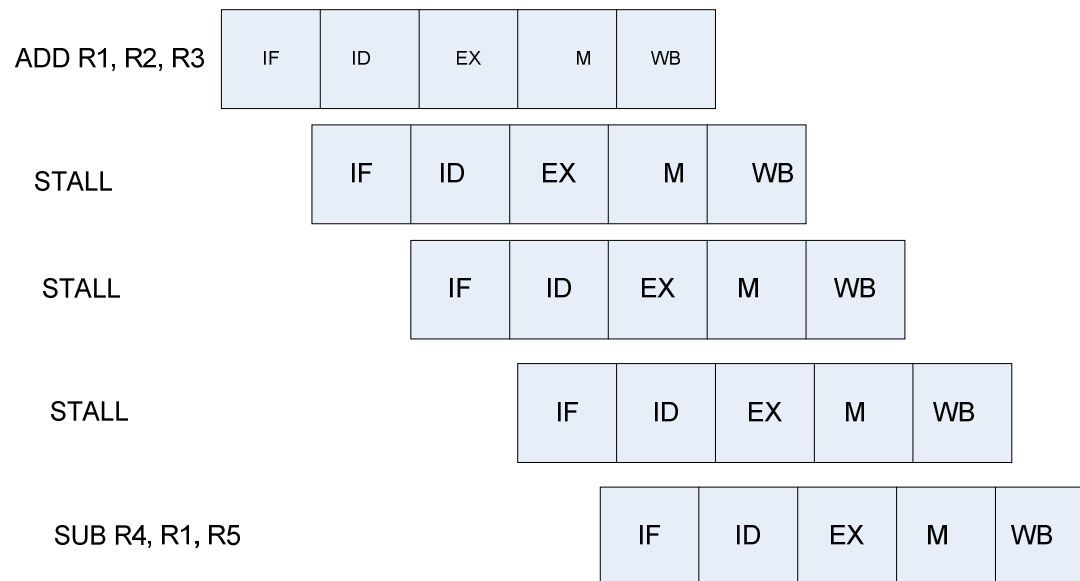 ADD R1, R2, R3 IF ID EX M WB
STALL IF ID EX M WB
STALL IF ID EX M WB
STALL IF ID EX M WB
SUB R4, R1, R5 IF ID EX M WB